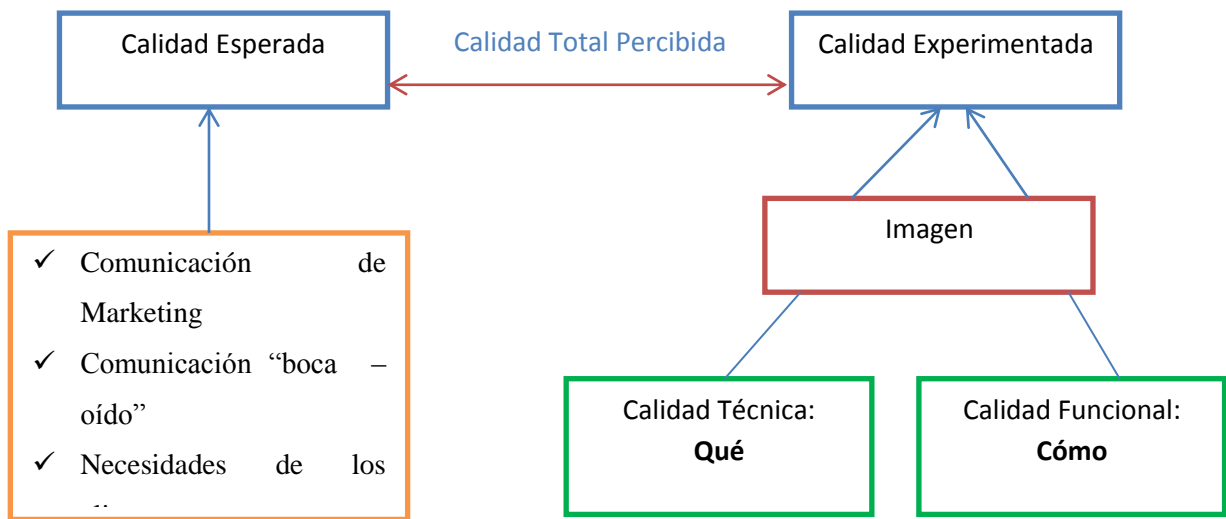 Calidad Esperada
Calidad Total Percibida
Calidad Experimentada
Imagen
✓ Comunicación de
Marketing
✓ Comunicación “boca –
oído”
✓ Necesidades de los
Calidad Técnica:
Qué
Calidad Funcional:
Cómo